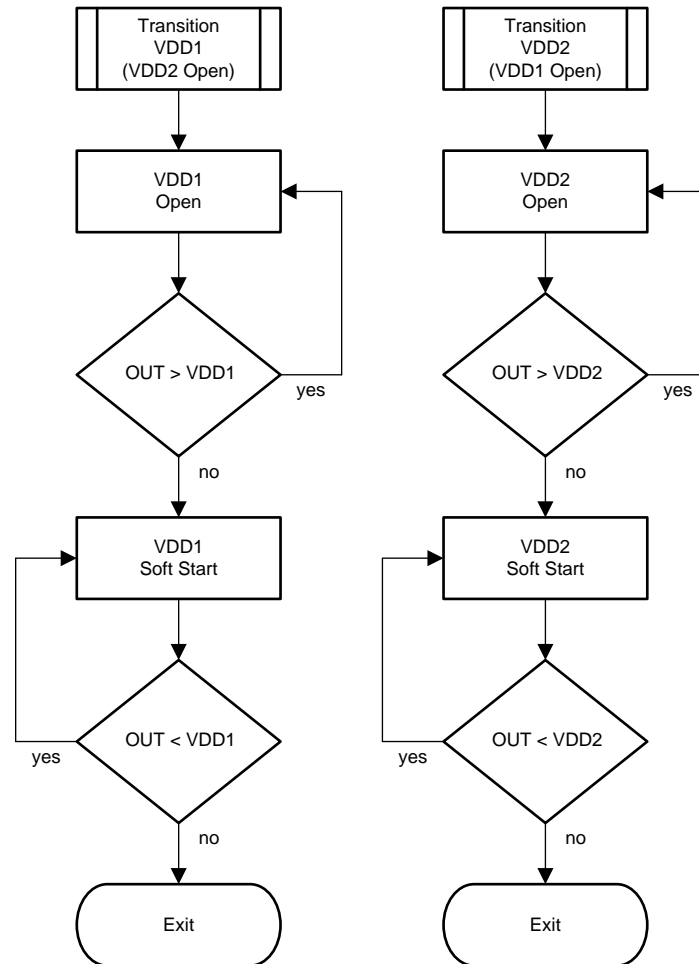 Transition
VDD1
(VDD2 Open)
VDD1
Open
OUT > VDD1
yes
no
VDD1
Soft Start
OUT < VDD1
yes
no
Exit
Transition
VDD2
(VDD1 Open)
VDD2
Open
OUT > VDD2
yes
no
VDD2
Soft Start
OUT < VDD2
yes
no
Exit